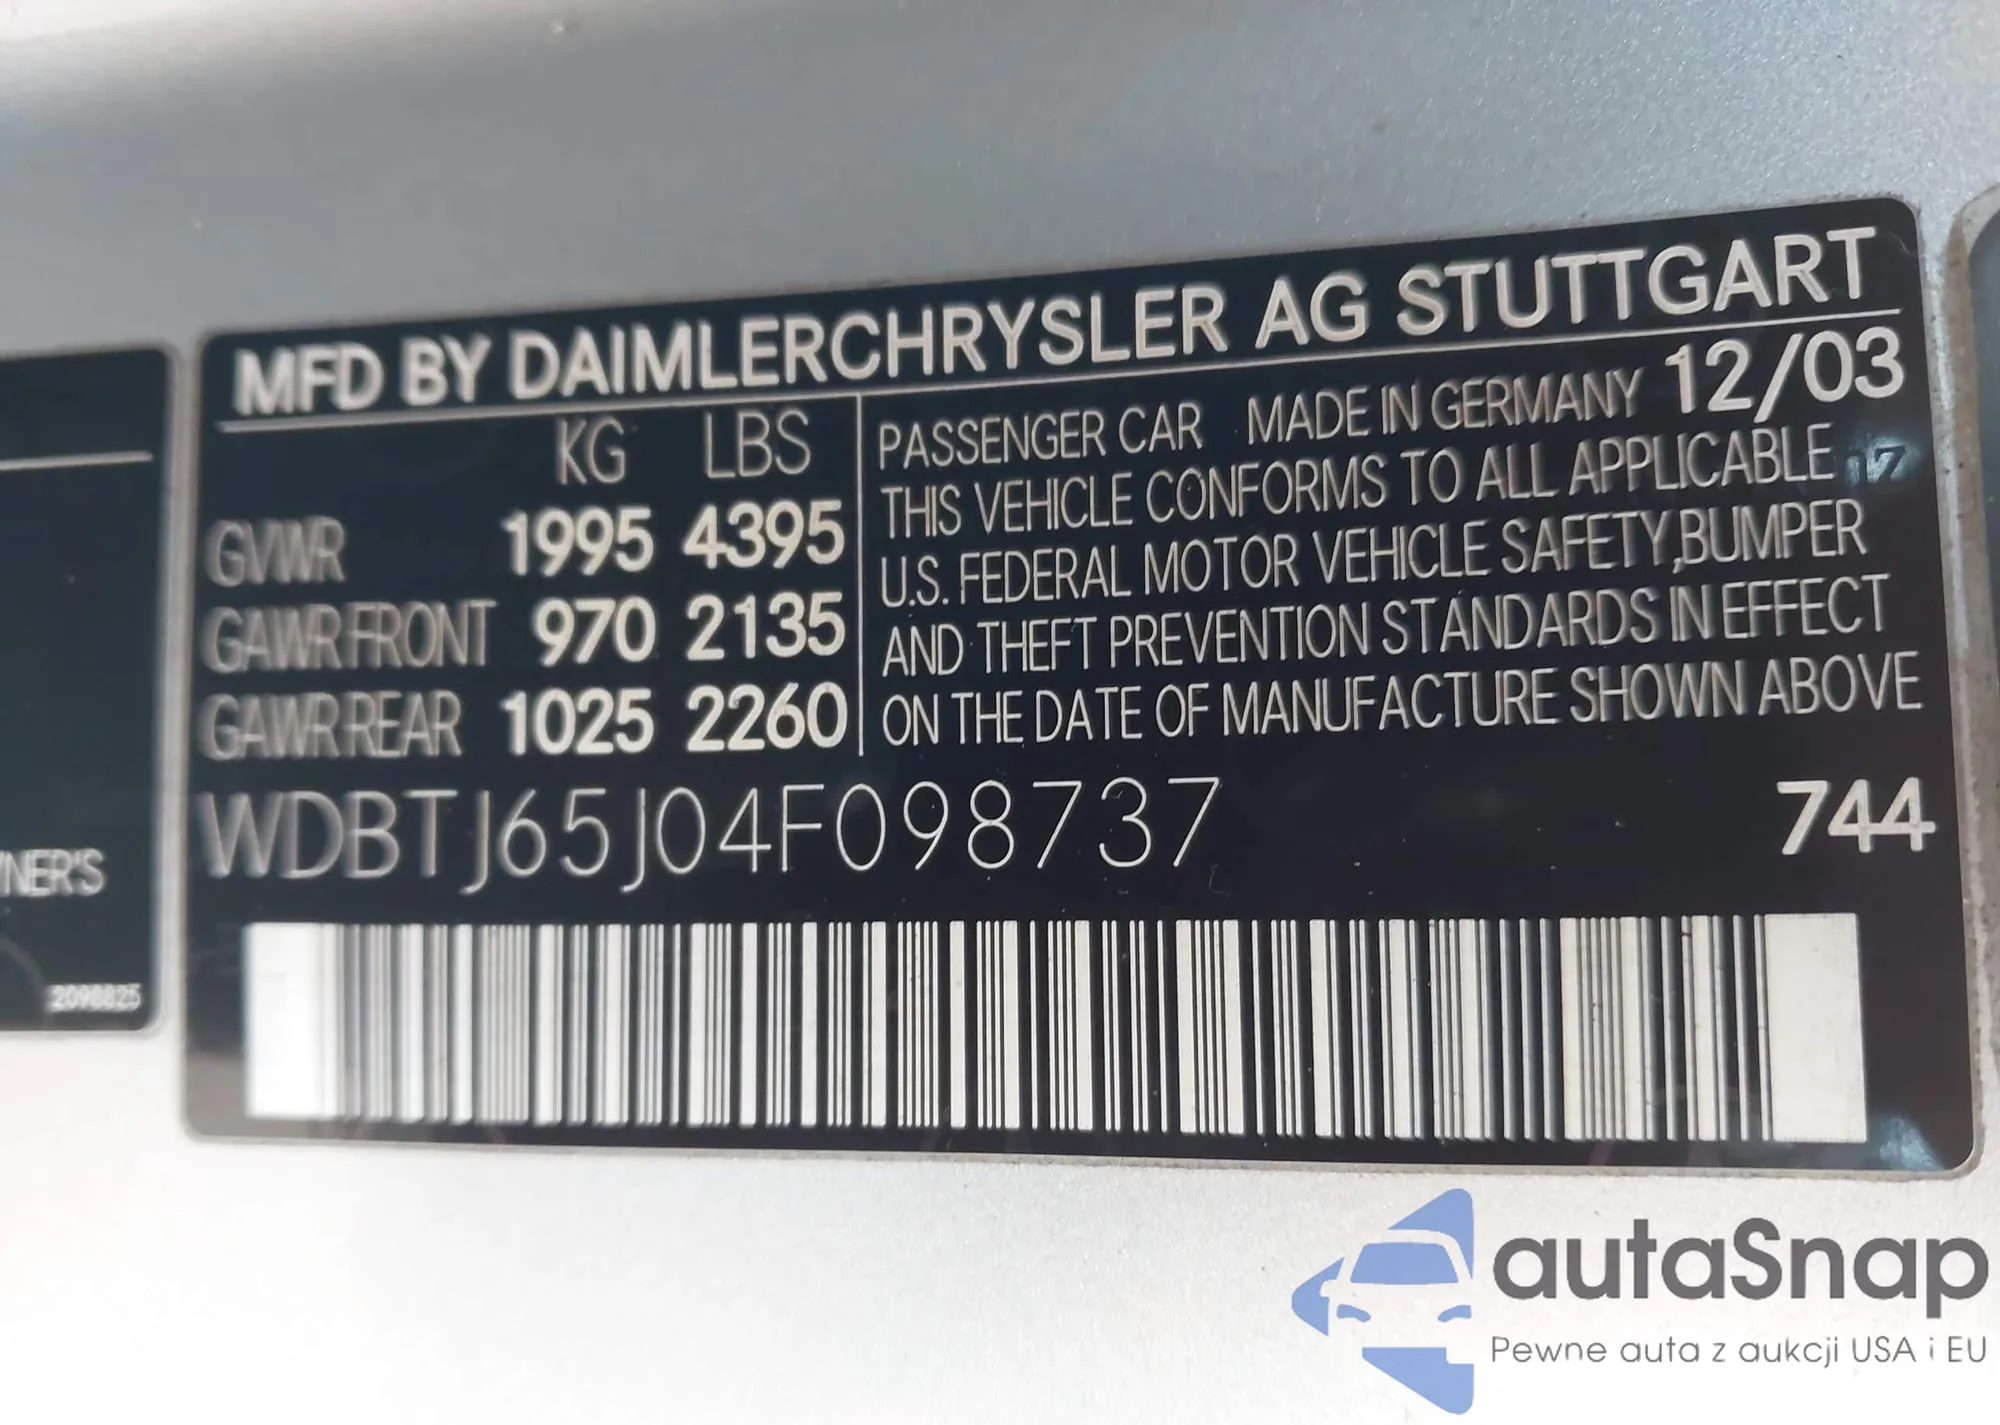 MFD BY DAIMLERCHRYSLER AG STUTTGART
KG LBS
GVWR 1995 4395
GAWR FRONT 970 2135
GAWR REAR 1025 2260
PASSENGER CAR MADE IN GERMANY 12/03
THIS VEHICLE CONFORMS TO ALL APPLICABLE 17
U.S. FEDERAL MOTOR VEHICLE SAFETY,BUMPER
AND THEFT PREVENTION STANDARDS IN EFFECT
ON THE DATE OF MANUFACTURE SHOWN ABOVE
WDBTJ65J04F098737 744
NER'S
2098825
autaSnap
Pewne auta z aukcji USA i EU